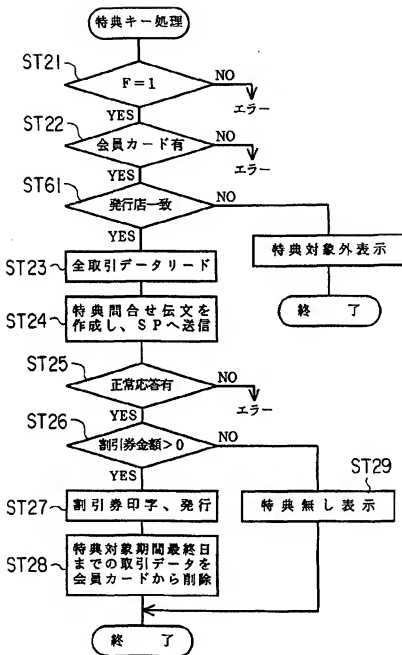 特典キー処理
ST21
F=1
NO
エラー
YES
ST22
会員カード有
NO
エラー
YES
ST61
発行店一致
NO
YES
特典対象外表示
終 了
ST23
全取引データリード
ST24
特典問合せ伝文を
作成し、SPへ送信
ST25
正常応答有
NO
エラー
YES
ST26
割引券金額>0
NO
YES
ST29
ST27
割引券印字、発行
特典無し表示
ST28
特典対象期間最終日
までの取引データを
会員カードから削除
終 了